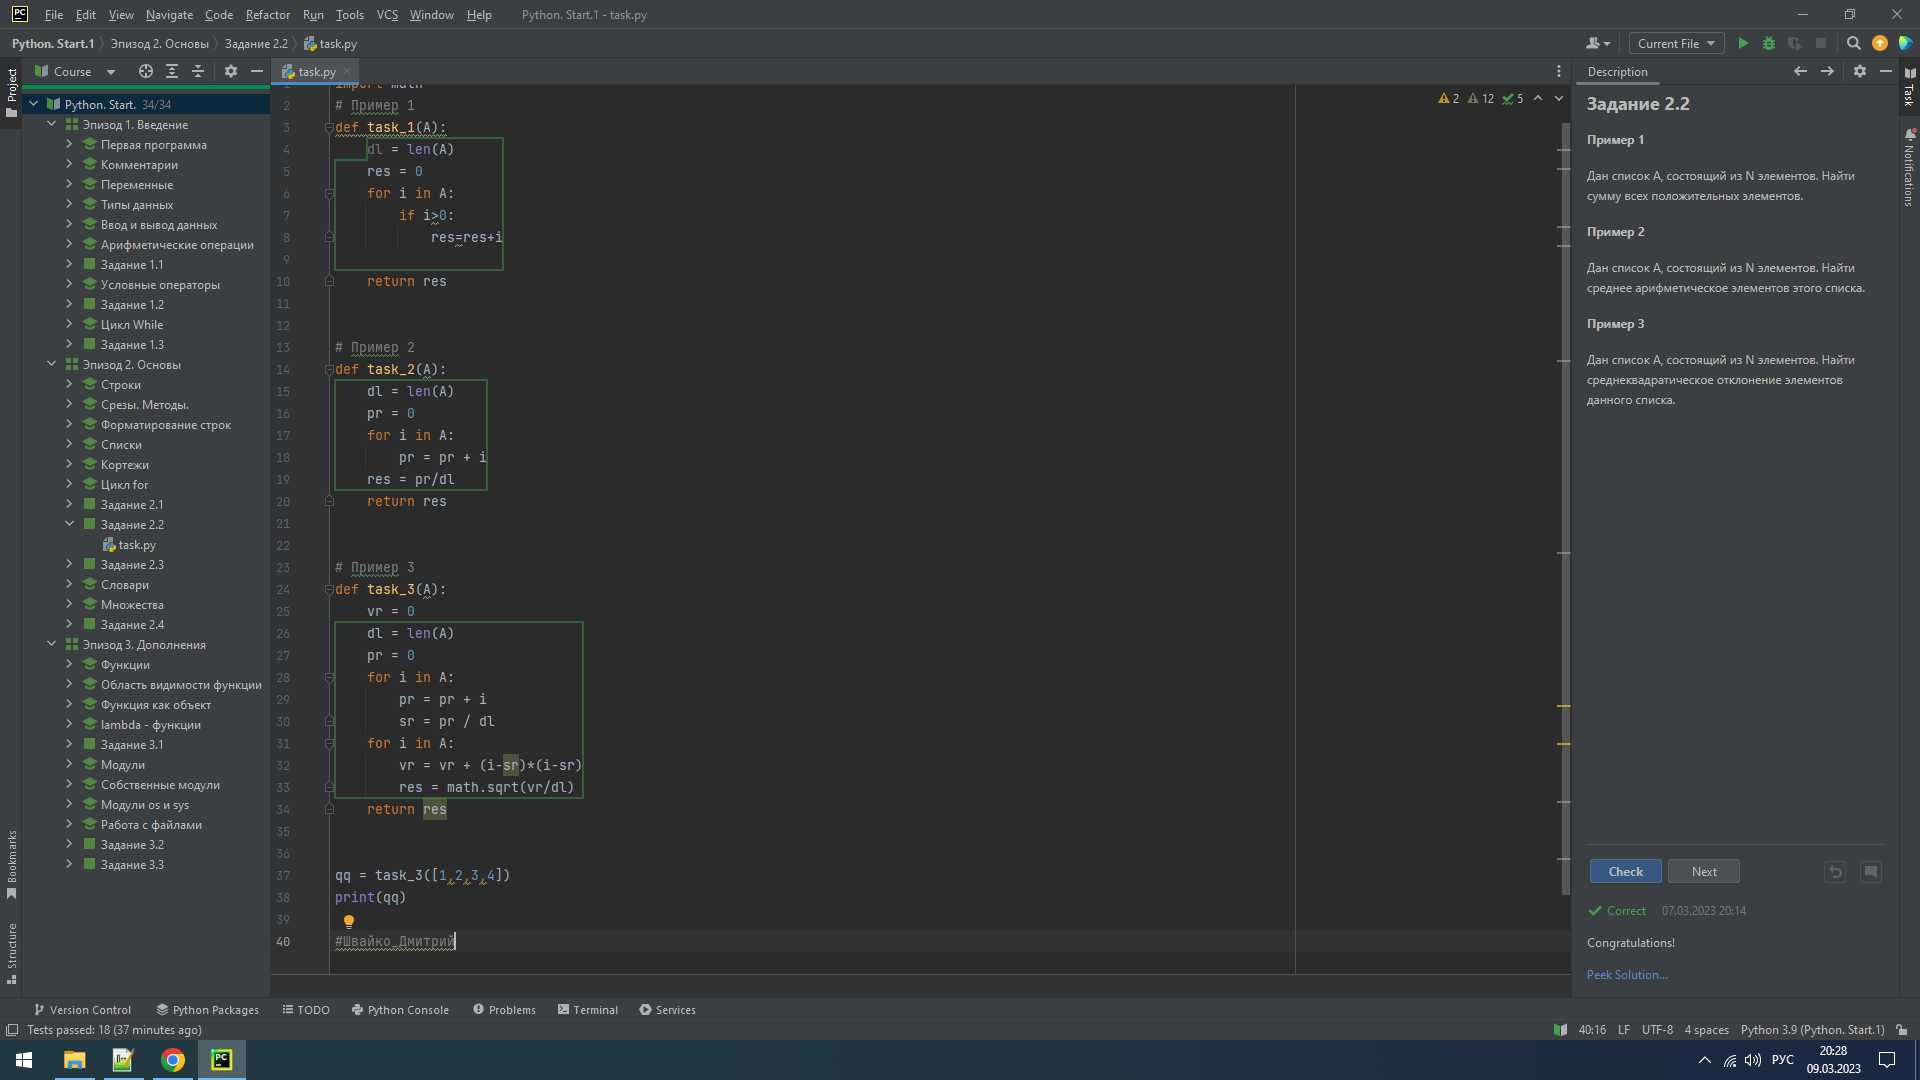 PC File Edit View Navigate Code Refactor Run Tools VCS Window Help Python. Start.1 - task.py
Python. Start.1 Эпизод 2. Основы Задание 2.2 task.py Current File
Project
Course
Python. Start. 34/34
Эпизод 1. Введение
Первая программа
Комментарии
Переменные
Типы данных
Ввод и вывод данных
Арифметические операции
Задание 1.1
Условные операторы
Задание 1.2
Цикл While
Задание 1.3
Эпизод 2. Основы
Строки
Срезы. Методы.
Форматирование строк
Списки
Кортежи
Цикл for
Задание 2.1
Задание 2.2
task.py
Задание 2.3
Словари
Множества
Задание 2.4
Эпизод 3. Дополнения
Функции
Область видимости функции
Функция как объект
lambda - функции
Задание 3.1
Модули
Собственные модули
Модули os и sys
Работа с файлами
Задание 3.2
Задание 3.3
Bookmarks
Structure
task.py
2 12 5
1 import math
2 # Пример 1
3 def task_1(A):
4 dl = len(A)
5 res = 0
6 for i in A:
7 if i>0:
8 res=res+i
9
10 return res
11
12
13 # Пример 2
14 def task_2(A):
15 dl = len(A)
16 pr = 0
17 for i in A:
18 pr = pr + i
19 res = pr/dl
20 return res
21
22
23 # Пример 3
24 def task_3(A):
25 vr = 0
26 dl = len(A)
27 pr = 0
28 for i in A:
29 pr = pr + i
30 sr = pr / dl
31 for i in A:
32 vr = vr + (i-sr)*(i-sr)
33 res = math.sqrt(vr/dl)
34 return res
35
36
37 qq = task_3([1,2,3,4])
38 print(qq)
39
40 #Швайко_Дмитрий
Description
Задание 2.2
Пример 1
Дан список A, состоящий из N элементов. Найти
сумму всех положительных элементов.
Пример 2
Дан список A, состоящий из N элементов. Найти
среднее арифметическое элементов этого списка.
Пример 3
Дан список A, состоящий из N элементов. Найти
среднеквадратическое отклонение элементов
данного списка.
Check Next
Correct 07.03.2023 20:14
Congratulations!
Peek Solution...
Task
Notifications
Version Control Python Packages TODO Python Console Problems Terminal Services
Tests passed: 18 (37 minutes ago) 40:16 LF UTF-8 4 spaces Python 3.9 (Python. Start.1)
PC РУС 20:28
09.03.2023